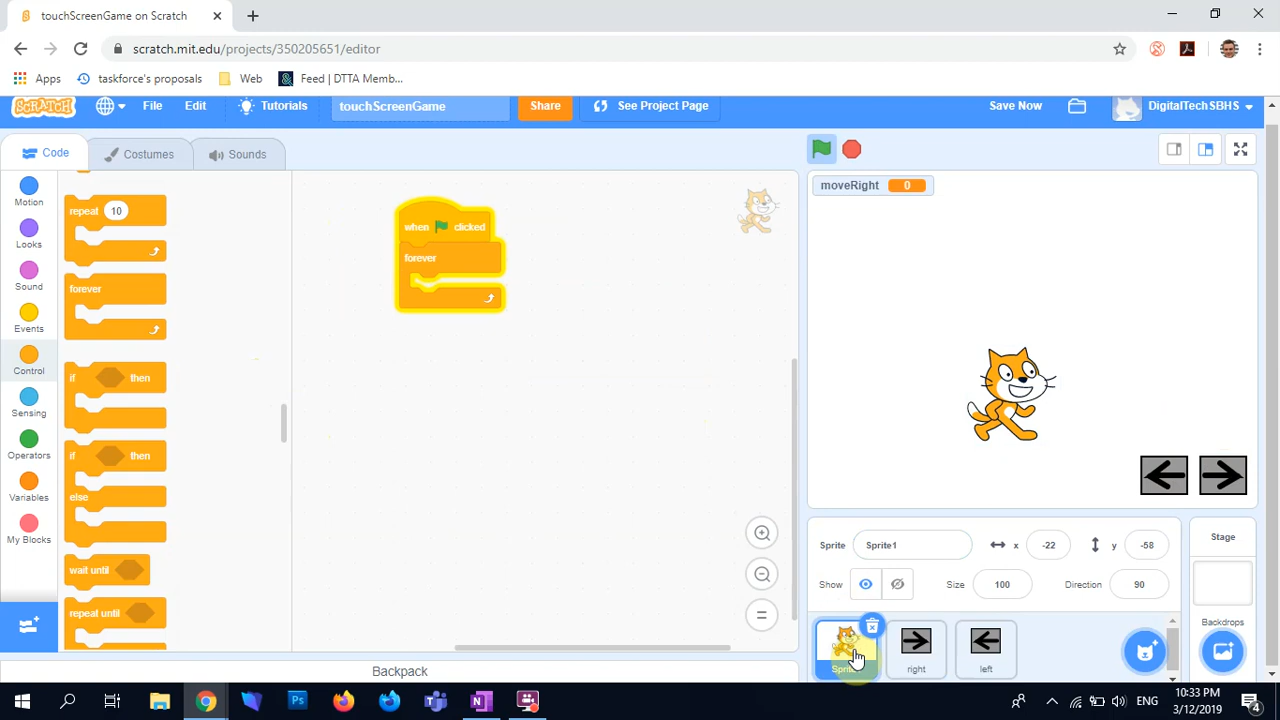 touchScreenGame on Scratch
scratch.mit.edu/projects/350205651/editor
Apps taskforce's proposals Web Feed | DTTA Memb...
SCRATCH File Edit Tutorials touchScreenGame Share See Project Page Save Now DigitalTechSBHS
Code Costumes Sounds
Motion
Looks
Sound
Events
Control
Sensing
Operators
Variables
My Blocks
repeat 10
forever
if then
if then
else
wait until
repeat until
when clicked
forever
moveRight 0
Sprite Sprite1 x -22 y -58
Show Size 100 Direction 90
right left
Stage
Backdrops
Backpack
ENG
10:33 PM
3/12/2019
4